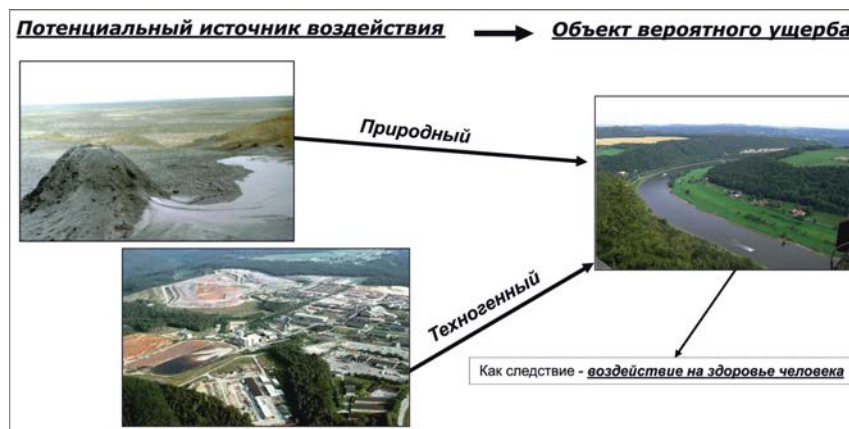 Потенциальный источник воздействия
Объект вероятного ущерба
Природный
Техногенный
Как следствие - воздействие на здоровье человека